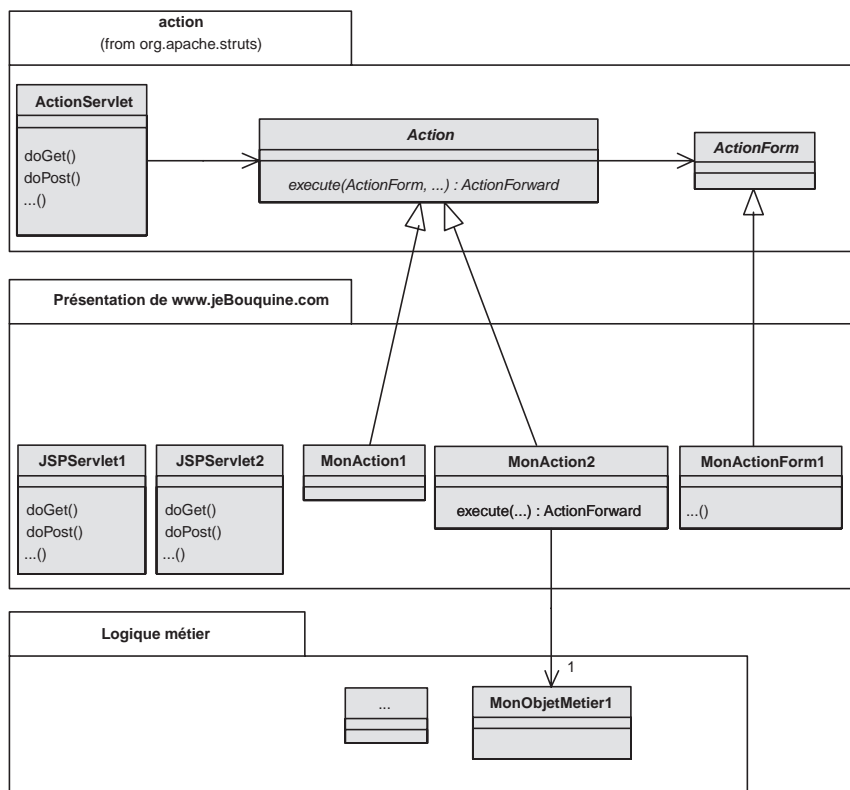 action
(from org.apache.struts)
ActionServlet
doGet()
doPost()
...()
Action
execute(ActionForm, ...) : ActionForward
ActionForm
Présentation de www.jeBouquine.com
JSPServlet1
doGet()
doPost()
...()
JSPServlet2
doGet()
doPost()
...()
MonAction1
MonAction2
execute(...) : ActionForward
MonActionForm1
...()
Logique métier
1
...
MonObjetMetier1